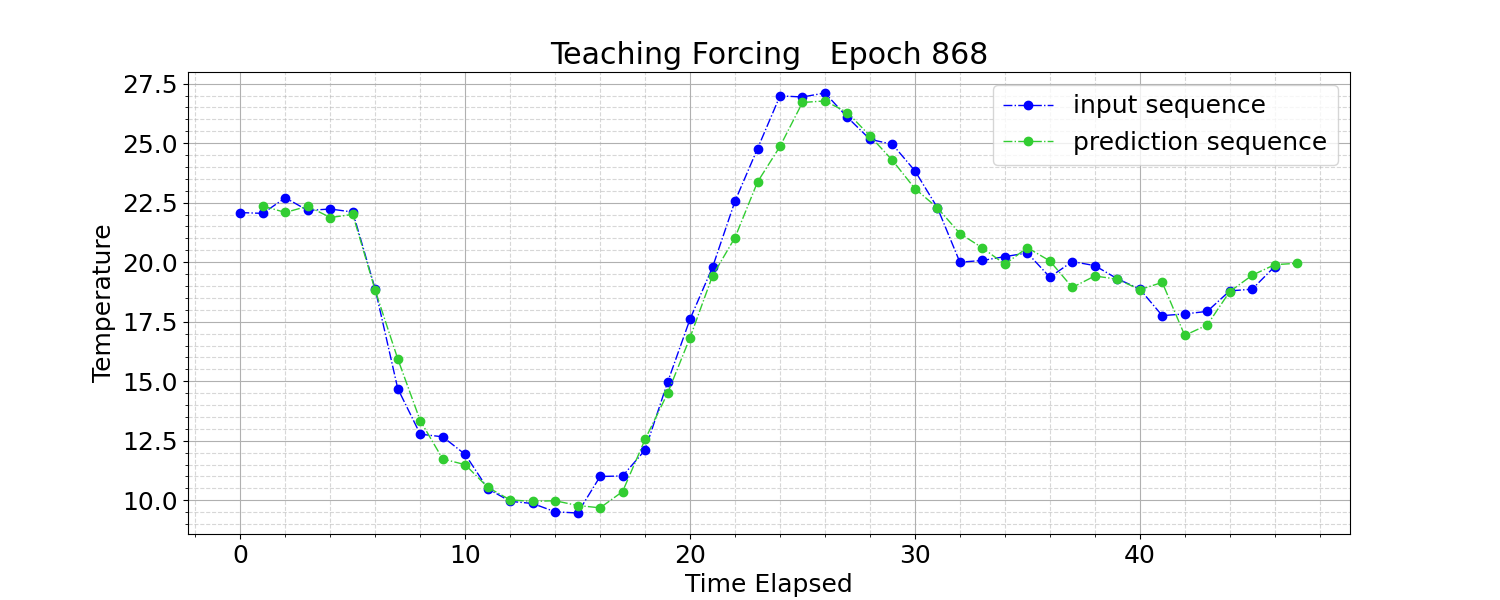 Teaching Forcing   Epoch 868
27.5
25.0
22.5
20.0
17.5
15.0
12.5
10.0
Temperature
input sequence
prediction sequence
0 10 20 30 40
Time Elapsed